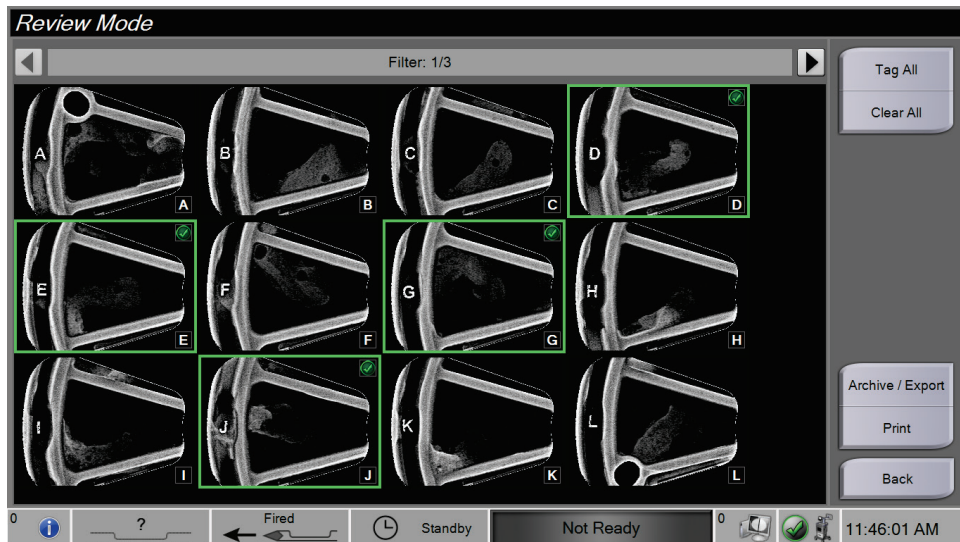 Review Mode
Filter: 1/3
Tag All
Clear All
A
A
B
B
C
C
D
D
E
E
F
F
G
G
H
H
I
I
J
J
K
K
L
L
Archive / Export
Print
Back
0
i
?
Fired
Standby
Not Ready
0
11:46:01 AM